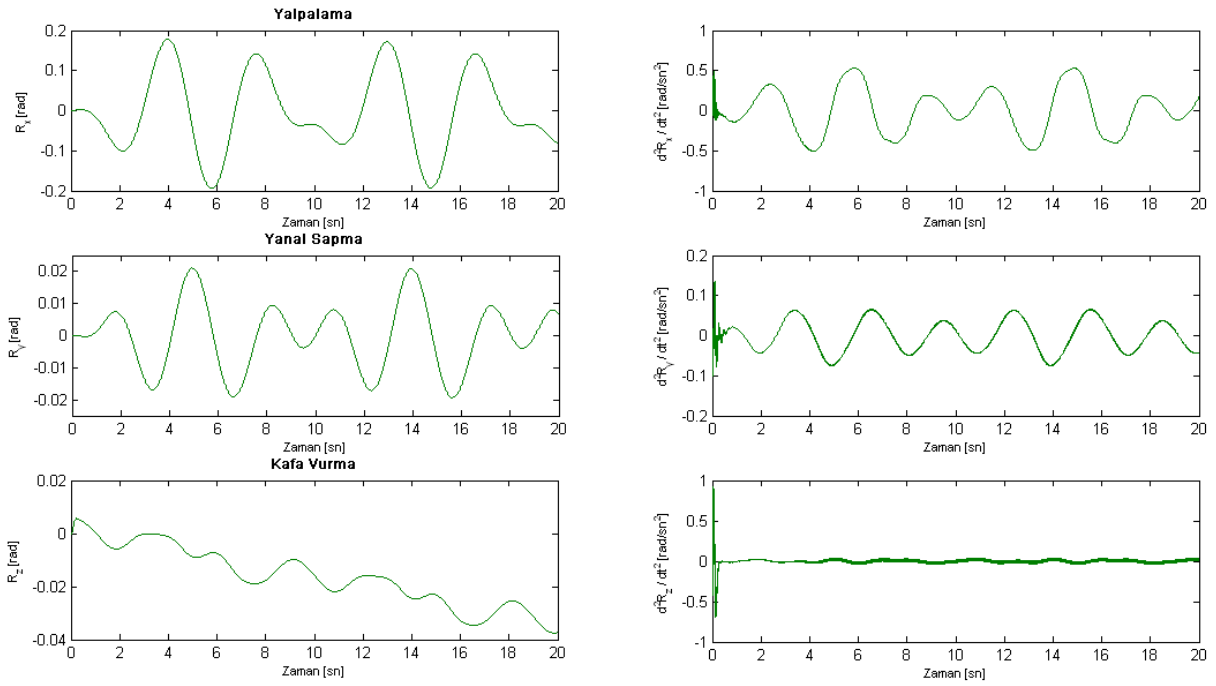 Yalpalama
R_x [rad]
0.2
0.1
0
-0.1
-0.2
0 2 4 6 8 10 12 14 16 18 20
Zaman [sn]
d²R_x / dt² [rad/sn²]
1
0.5
0
-0.5
-1
0 2 4 6 8 10 12 14 16 18 20
Zaman [sn]
Yanal Sapma
R_y [rad]
0.02
0.01
0
-0.01
-0.02
0 2 4 6 8 10 12 14 16 18 20
Zaman [sn]
d²R_y / dt² [rad/sn²]
0.2
0.1
0
-0.1
-0.2
0 2 4 6 8 10 12 14 16 18 20
Zaman [sn]
Kafa Vurma
R_z [rad]
0.02
0
-0.02
-0.04
0 2 4 6 8 10 12 14 16 18 20
Zaman [sn]
d²R_z / dt² [rad/sn²]
1
0.5
0
-0.5
-1
0 2 4 6 8 10 12 14 16 18 20
Zaman [sn]